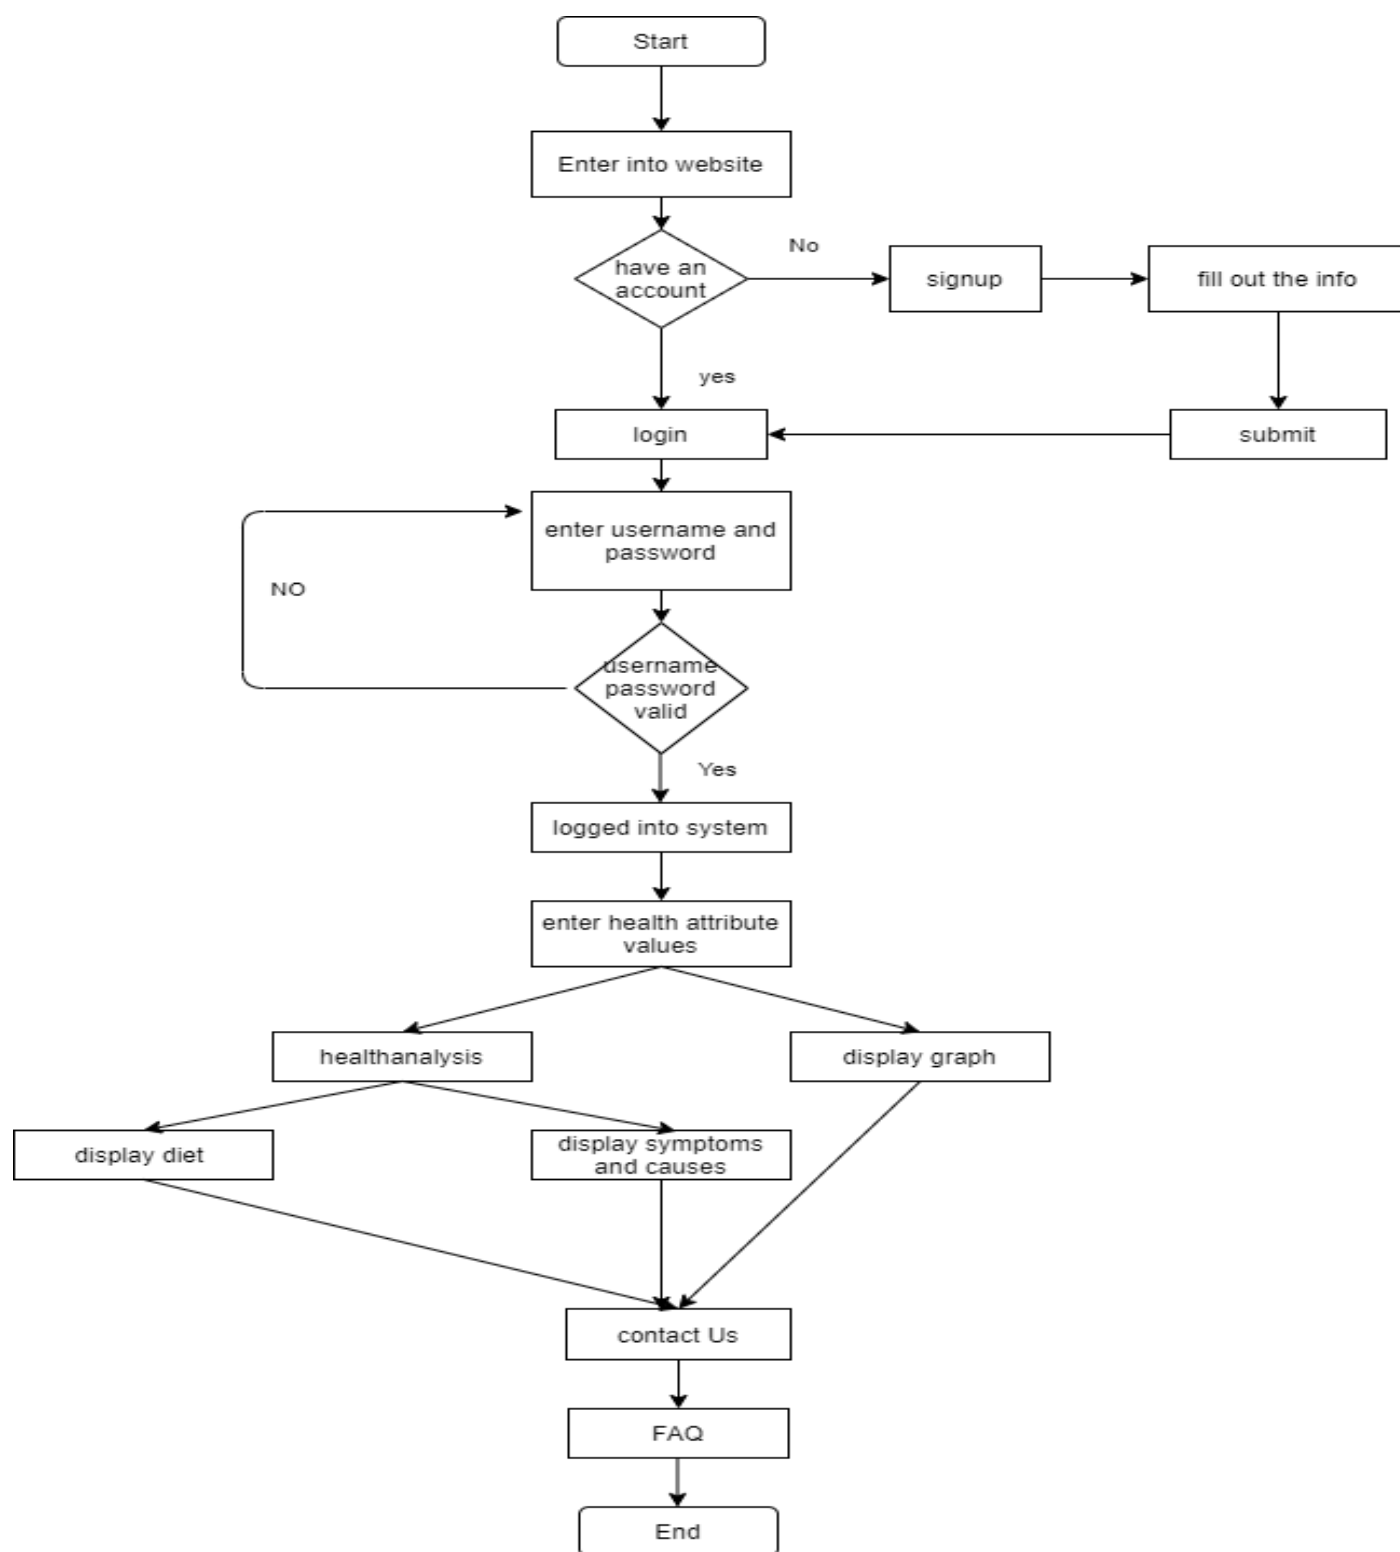 Start
Enter into website
No
have an
account
signup
fill out the info
yes
login
submit
enter username and
password
NO
username
password
valid
Yes
logged into system
enter health attribute
values
healthanalysis
display graph
display diet
display symptoms
and causes
contact Us
FAQ
End